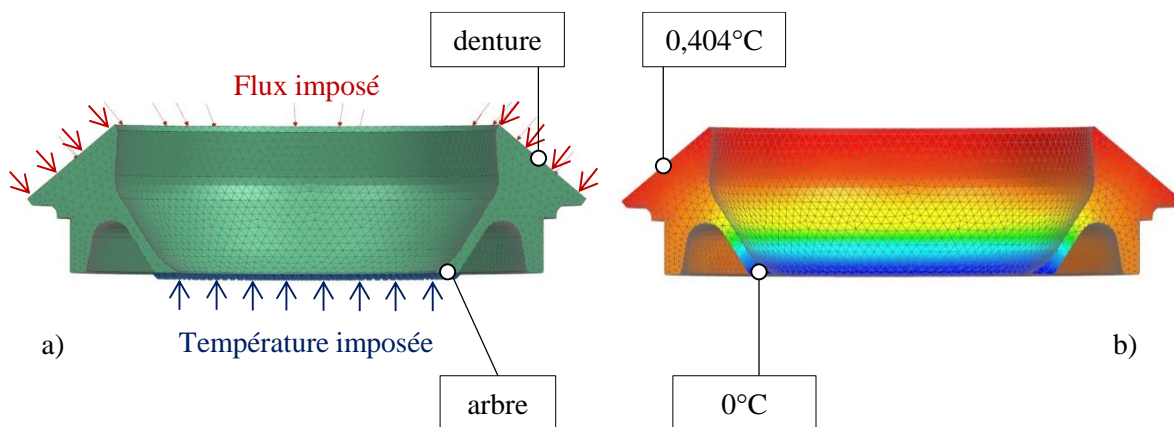 denture
0,404°C
Flux imposé
a)
Température imposée
b)
arbre
0°C